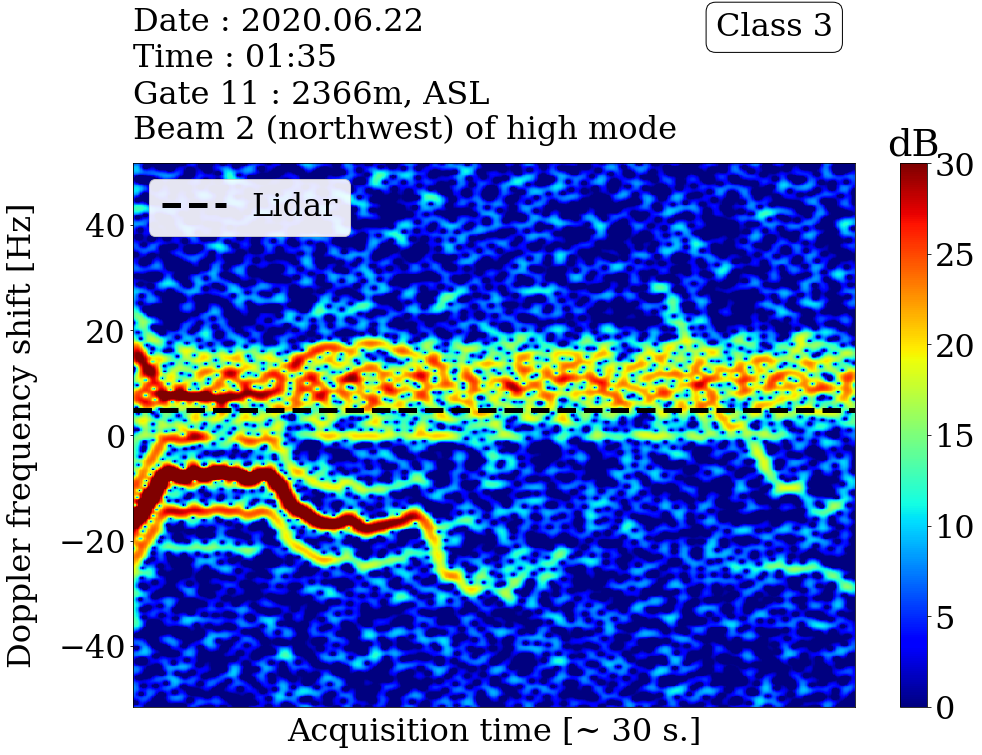 Date : 2020.06.22
Time : 01:35
Gate 11 : 2366m, ASL
Beam 2 (northwest) of high mode
Class 3
dB
Lidar
Doppler frequency shift [Hz]
40
20
0
−20
−40
30
25
20
15
10
5
0
Acquisition time [~ 30 s.]